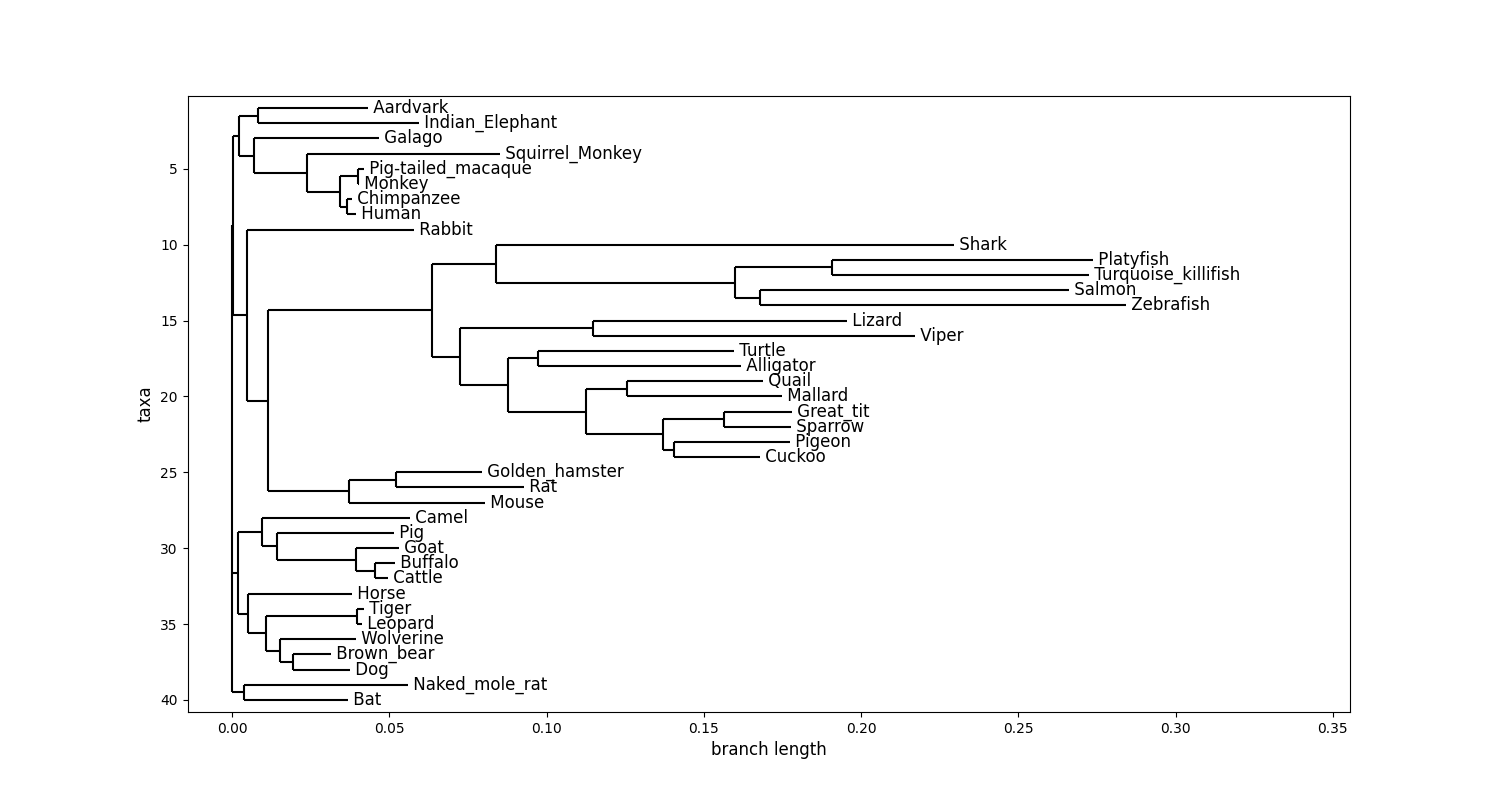 Aardvark
Indian_Elephant
Galago
Squirrel_Monkey
Pig-tailed_macaque
Monkey
Chimpanzee
Human
Rabbit
Shark
Platyfish
Turquoise_killifish
Salmon
Zebrafish
Lizard
Viper
Turtle
Alligator
Quail
Mallard
Great_tit
Sparrow
Pigeon
Cuckoo
Golden_hamster
Rat
Mouse
Camel
Pig
Goat
Buffalo
Cattle
Horse
Tiger
Leopard
Wolverine
Brown_bear
Dog
Naked_mole_rat
Bat
5
10
15
20
25
30
35
40
taxa
0.00 0.05 0.10 0.15 0.20 0.25 0.30 0.35
branch length